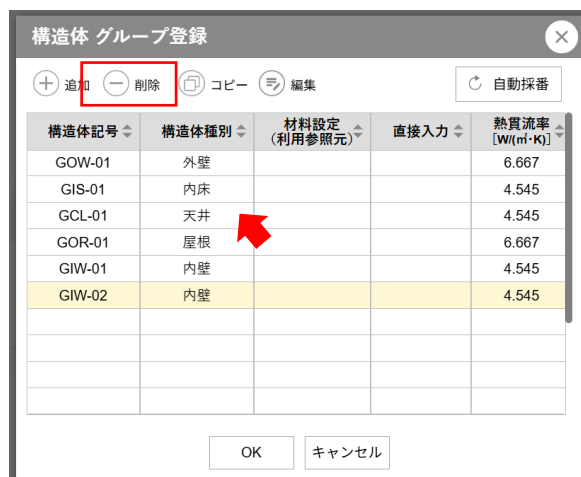 構造体 グループ登録
追加 削除 コピー 編集 自動採番
構造体記号 構造体種別 材料設定 (利用参照元) 直接入力 熱貫流率 [W/(㎡·K)]
GOW-01 外壁 6.667
GIS-01 内床 4.545
GCL-01 天井 4.545
GOR-01 屋根 6.667
GIW-01 内壁 4.545
GIW-02 内壁 4.545
OK キャンセル